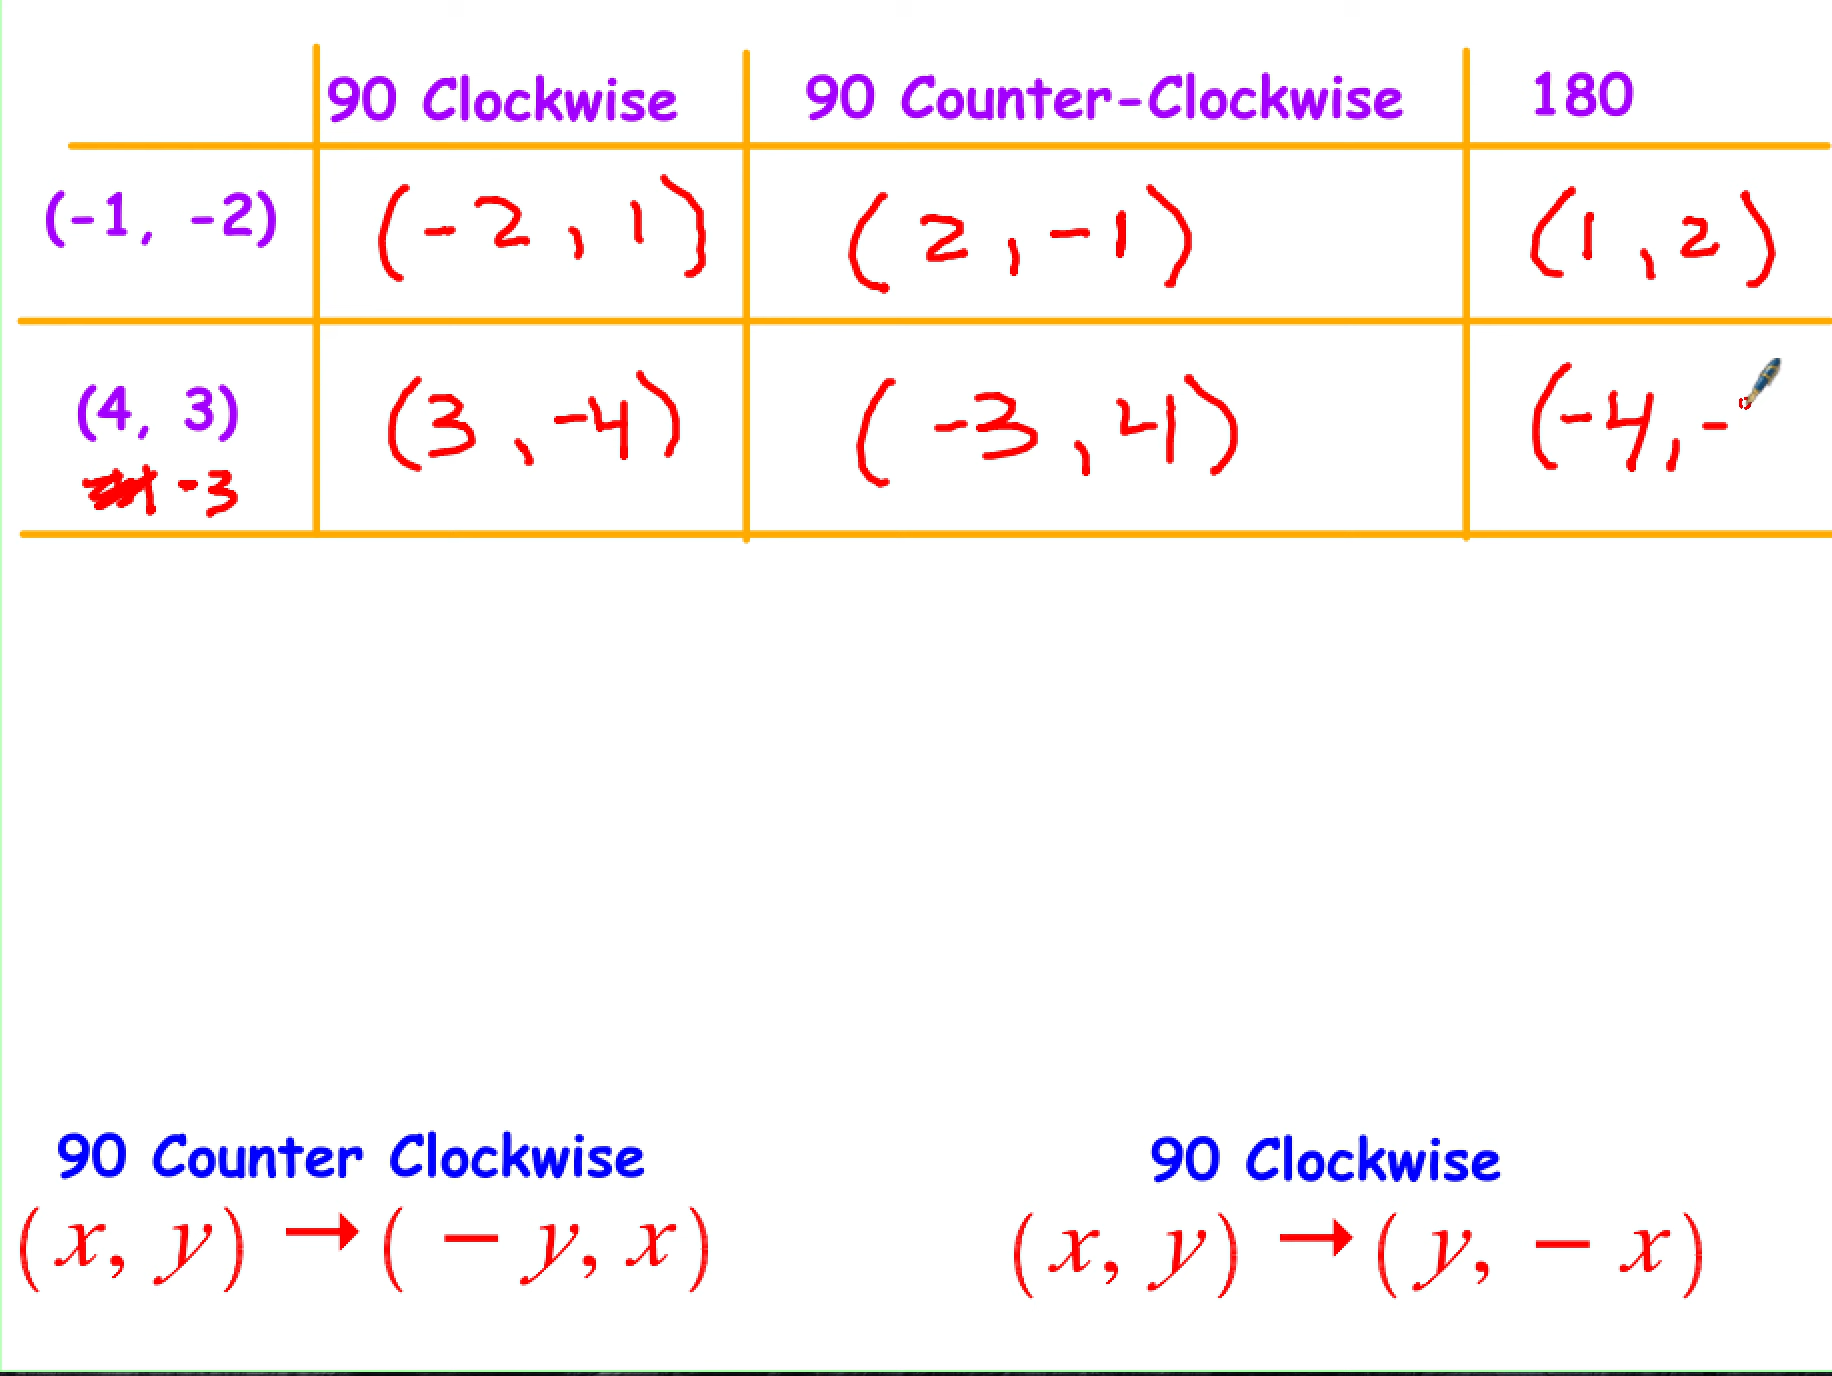 90 Clockwise 90 Counter-Clockwise 180
(-1, -2) (-2, 1) (2, -1) (1, 2)
(4, 3) (3, -4) (-3, 4) (-4, -
-3
90 Counter Clockwise
(x, y) → (− y, x)
90 Clockwise
(x, y) → (y, − x)